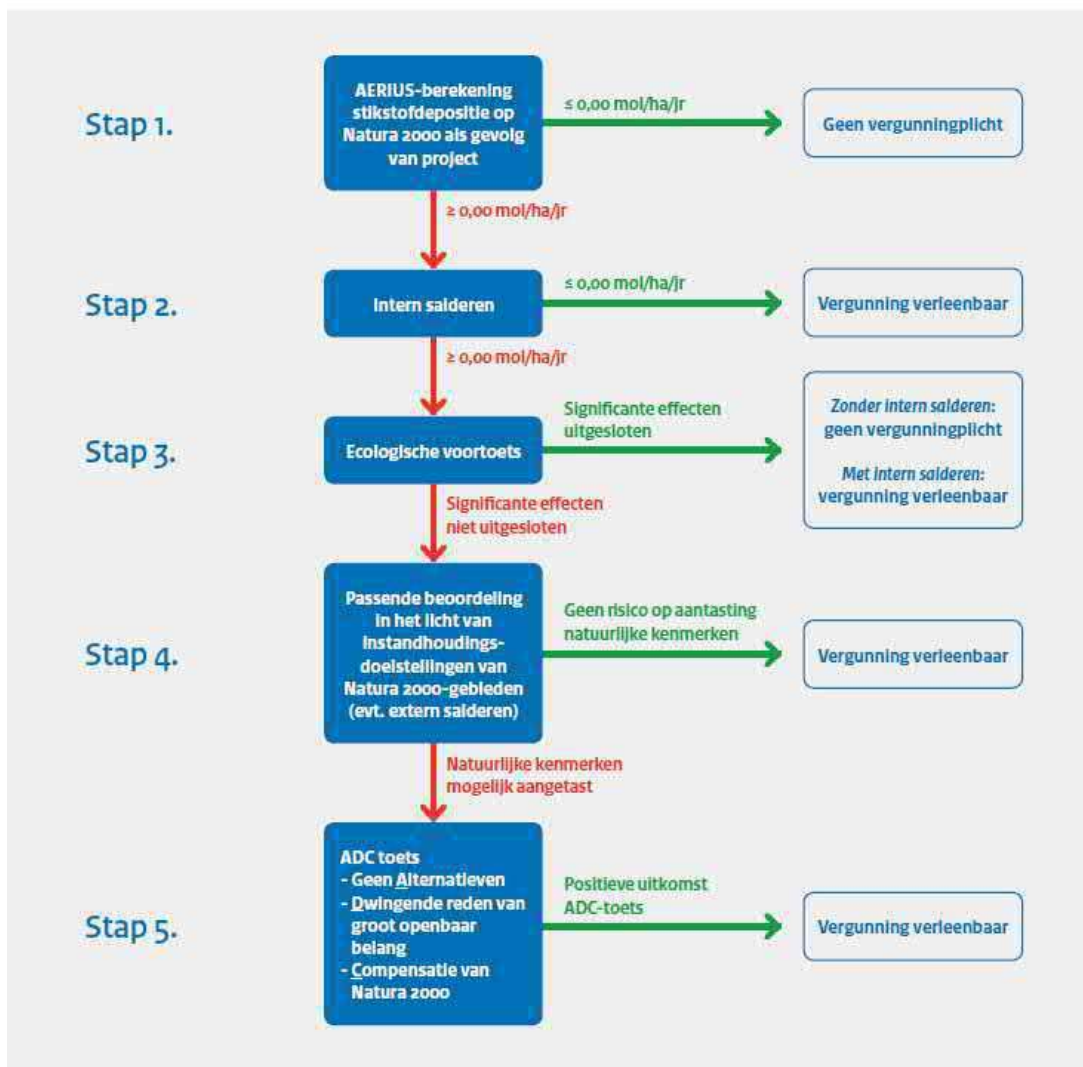 Stap 1.
AERIUS-berekening
stikstofdepositie op
Natura 2000 als gevolg
van project
≤ 0,00 mol/ha/jr
Geen vergunningplicht
≥ 0,00 mol/ha/jr
Stap 2.
Intern salderen
≤ 0,00 mol/ha/jr
Vergunning verleenbaar
≥ 0,00 mol/ha/jr
Stap 3.
Ecologische voortoets
Significante effecten
uitgesloten
Zonder intern salderen:
geen vergunningplicht
Met intern salderen:
vergunning verleenbaar
Significante effecten
niet uitgesloten
Stap 4.
Passende beoordeling
in het licht van
instandhoudings-
doelstellingen van
Natura 2000-gebieden
(evt. extern salderen)
Geen risico op aantasting
natuurlijke kenmerken
Vergunning verleenbaar
Natuurlijke kenmerken
mogelijk aangetast
Stap 5.
ADC toets
- Geen Alternatieven
- Dwingende reden van
groot openbaar
belang
- Compensatie van
Natura 2000
Positieve uitkomst
ADC-toets
Vergunning verleenbaar